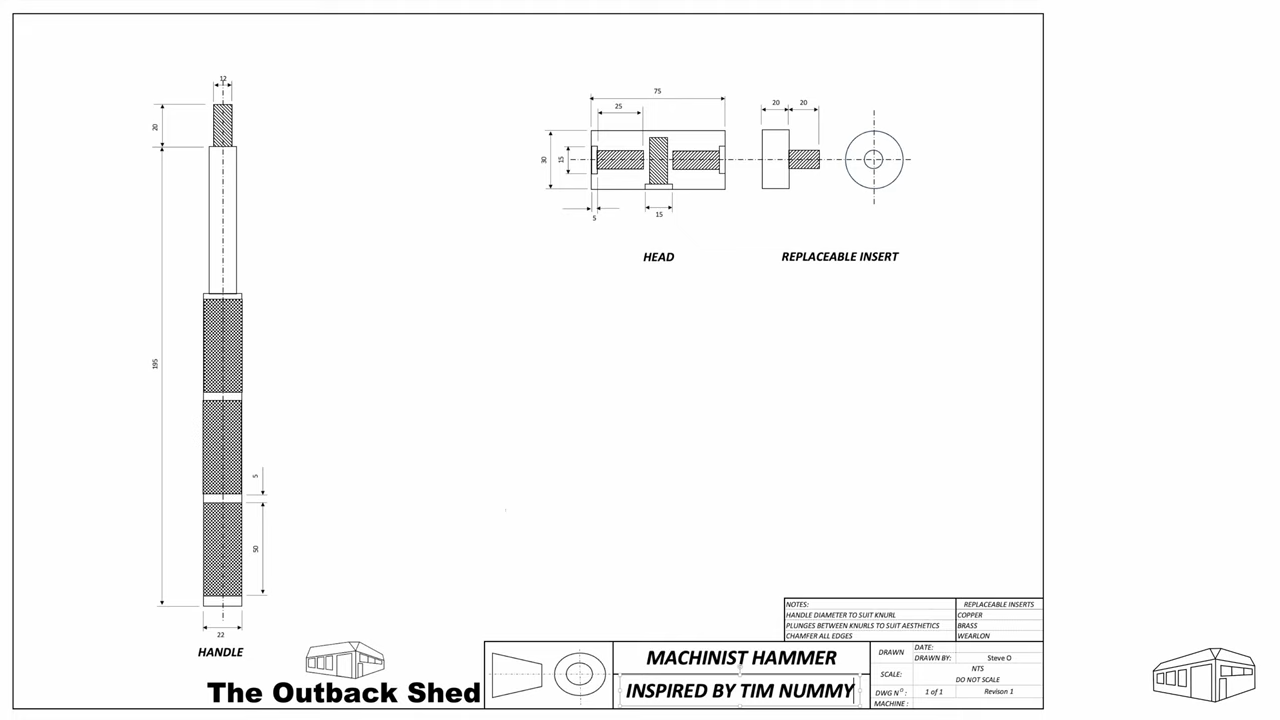 12
20
195
5
50
22
HANDLE
75
25
30
15
5
15
HEAD
20 20
REPLACEABLE INSERT
NOTES:
HANDLE DIAMETER TO SUIT KNURL
PLUNGES BETWEEN KNURLS TO SUIT AESTHETICS
CHAMFER ALL EDGES
REPLACEABLE INSERTS
COPPER
BRASS
WEARLON
The Outback Shed
MACHINIST HAMMER
INSPIRED BY TIM NUMMY
DRAWN
DATE:
DRAWN BY: Steve O
SCALE:
NTS
DO NOT SCALE
DWG NO: 1 of 1 Revison 1
MACHINE :